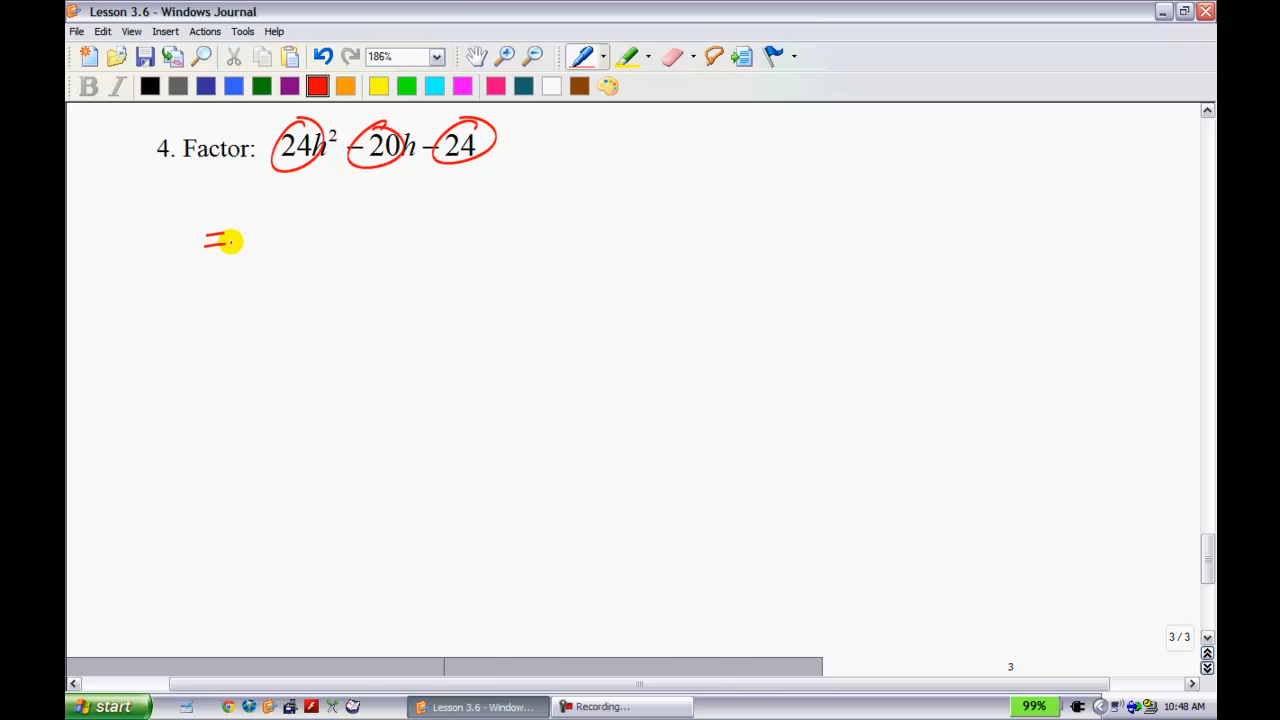 Lesson 3.6 - Windows Journal
File Edit View Insert Actions Tools Help
186%
B I
4. Factor: 24h² − 20h − 24
=
3 / 3
3
start Lesson 3.6 - Window... Recording... 99% 10:48 AM